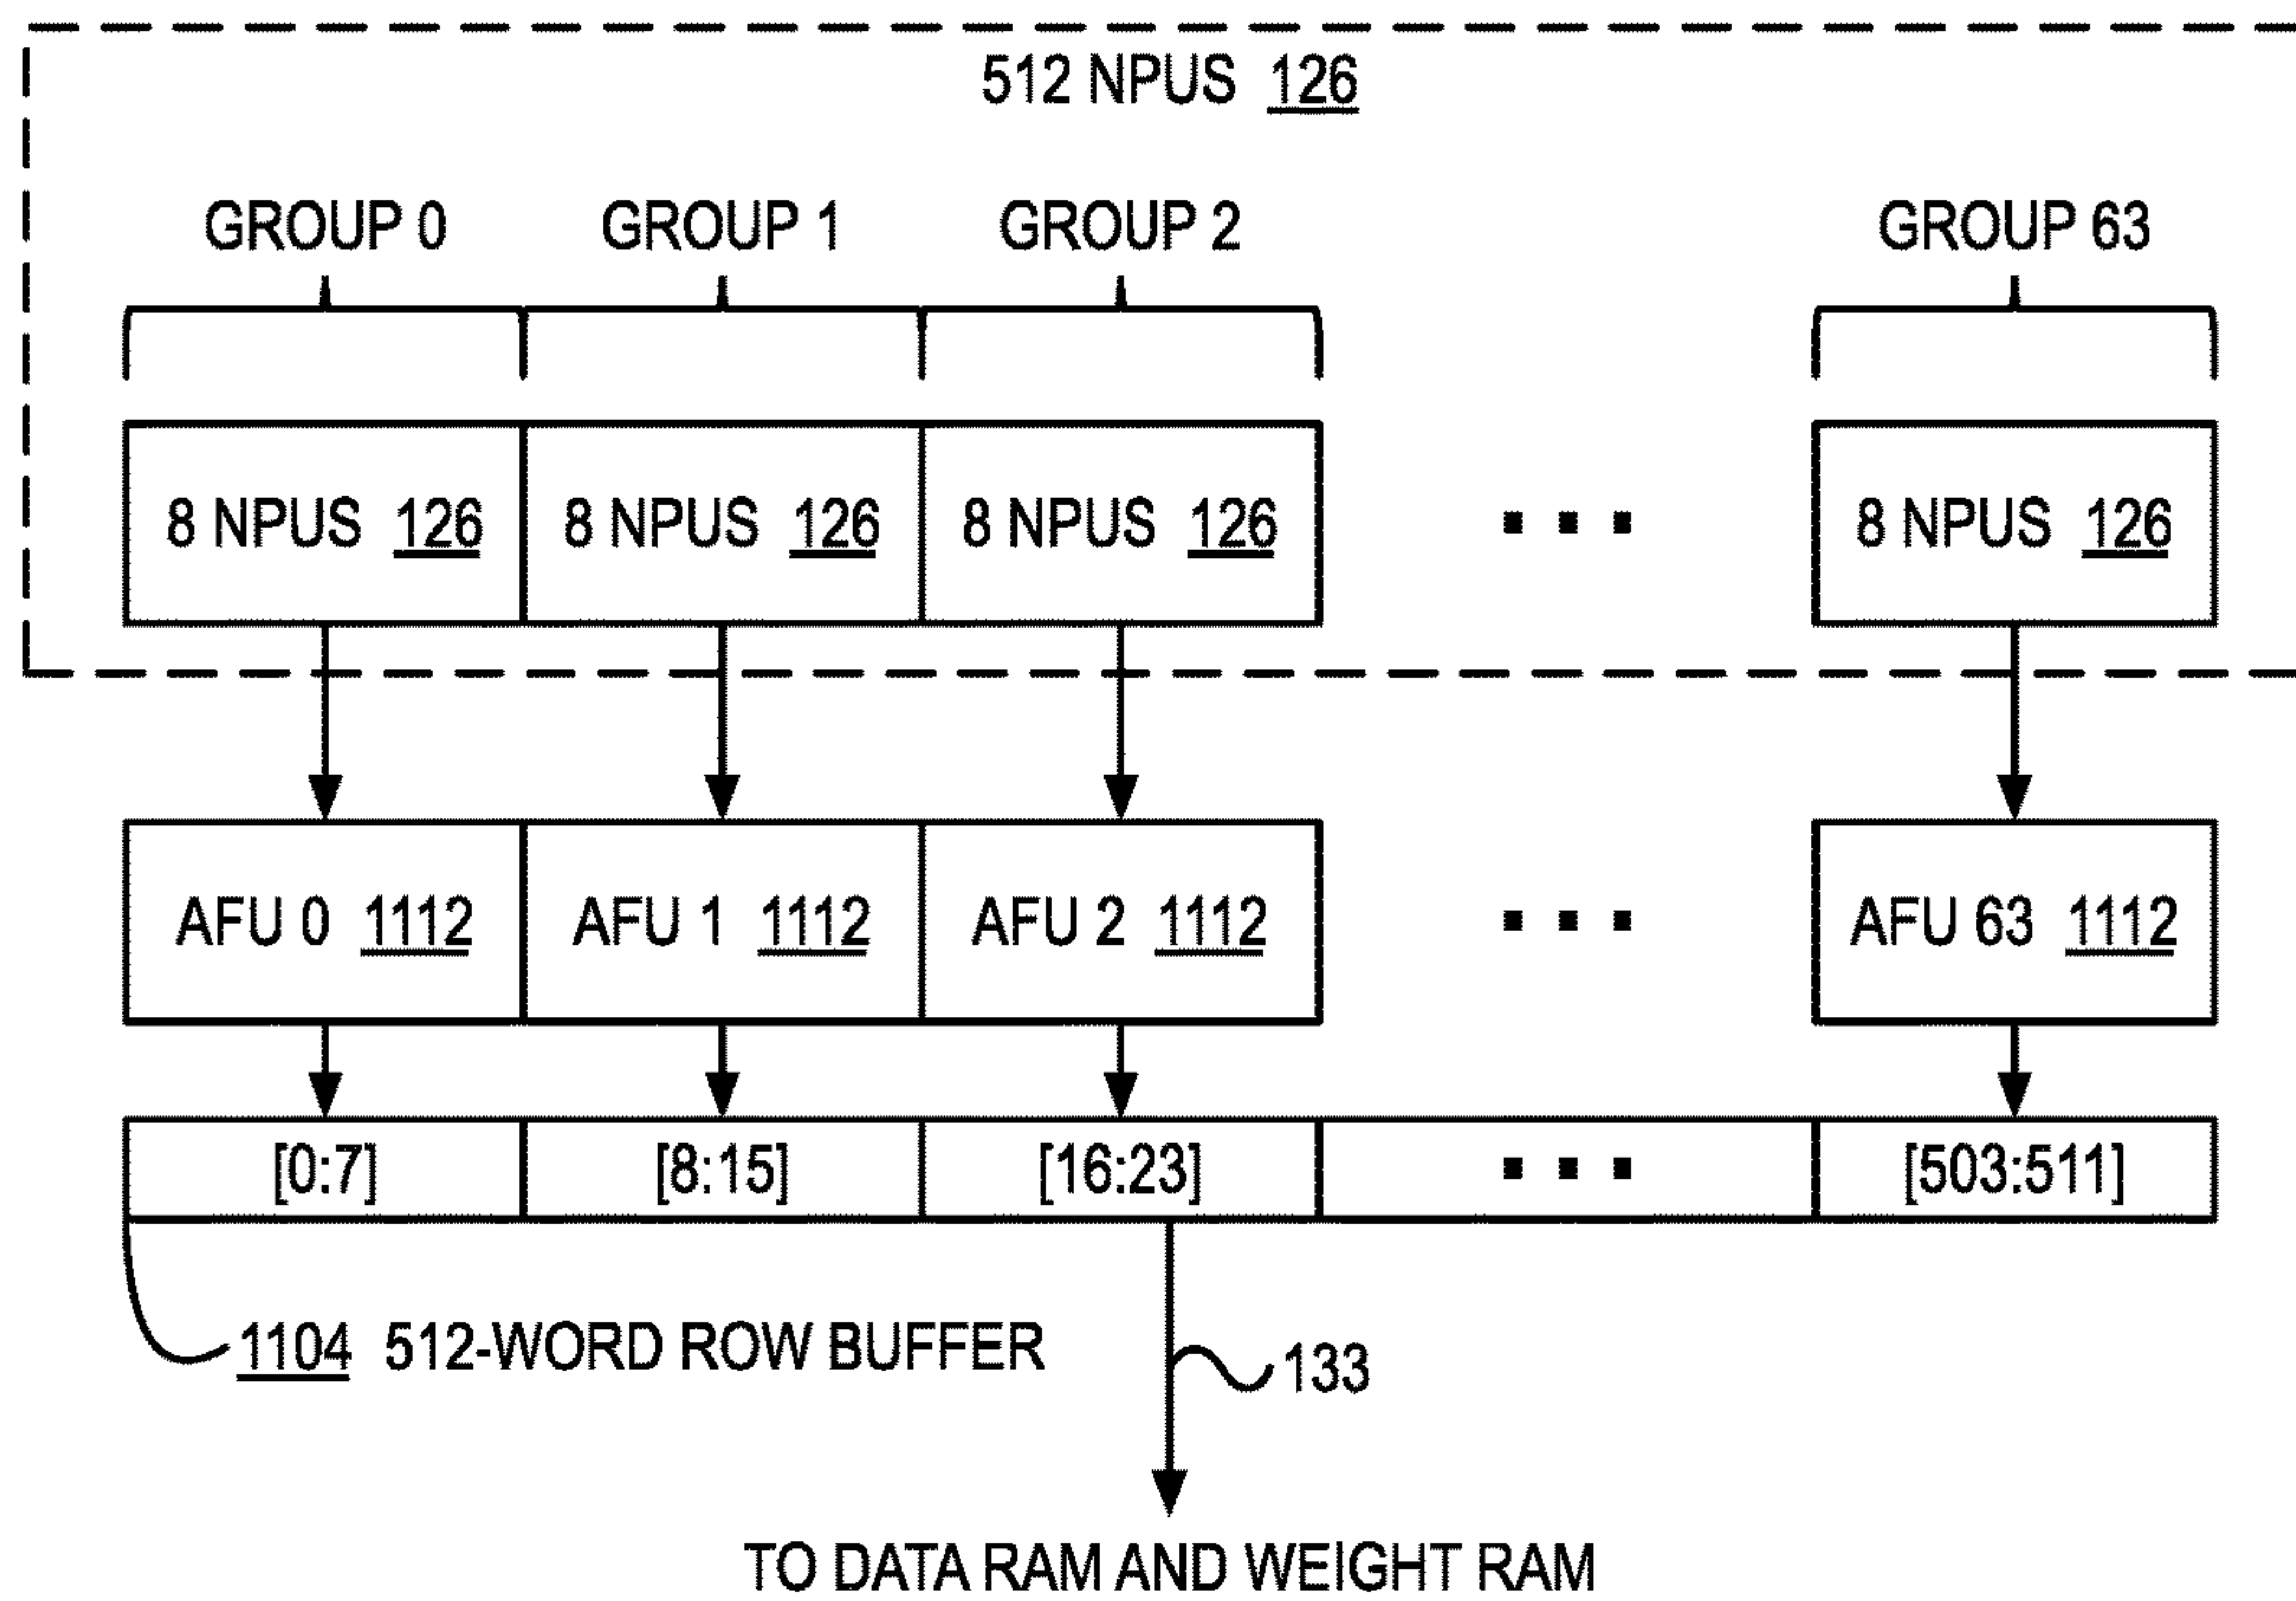 512 NPUS 126
GROUP 0 GROUP 1 GROUP 2 GROUP 63
8 NPUS 126 8 NPUS 126 8 NPUS 126 ... 8 NPUS 126
AFU 0 1112 AFU 1 1112 AFU 2 1112 ... AFU 63 1112
[0:7] [8:15] [16:23] ... [503:511]
1104 512-WORD ROW BUFFER
133
TO DATA RAM AND WEIGHT RAM